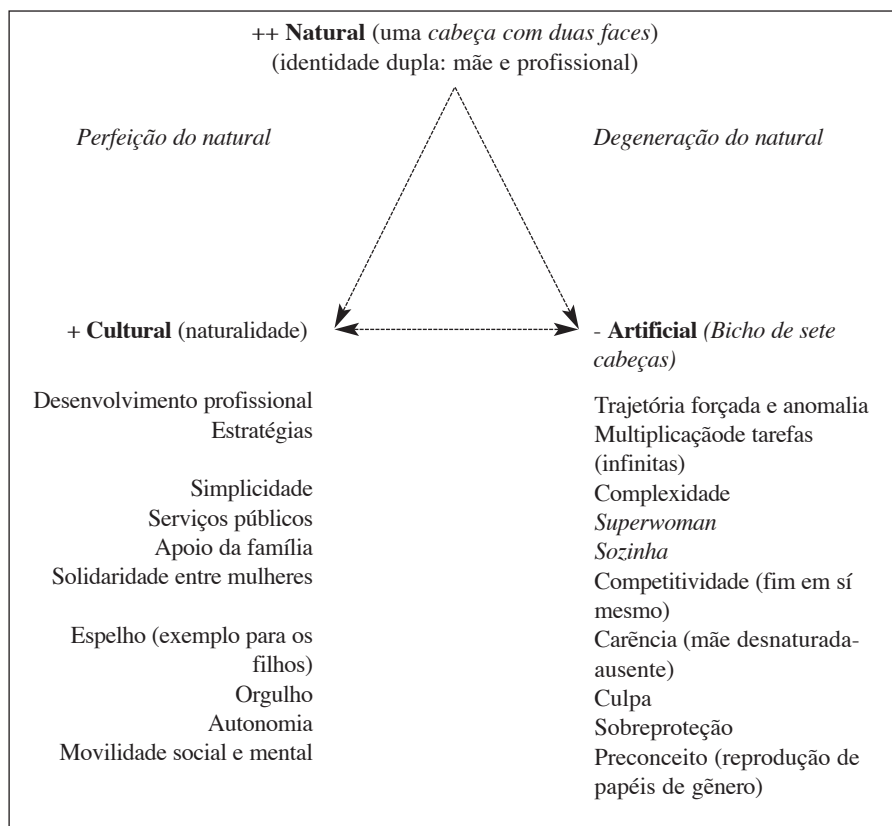 ++ Natural (uma cabeça com duas faces)
(identidade dupla: mãe e profissional)
Perfeição do natural
Degeneração do natural
+ Cultural (naturalidade)
- Artificial (Bicho de sete
cabeças)
Desenvolvimento profissional
Estratégias
Simplicidade
Serviços públicos
Apoio da família
Solidaridade entre mulheres
Espelho (exemplo para os
filhos)
Orgulho
Autonomia
Movilidade social e mental
Trajetória forçada e anomalia
Multiplicaçãode tarefas
(infinitas)
Complexidade
Superwoman
Sozinha
Competitividade (fim em sí
mesmo)
Carẽncia (mãe desnaturada-
ausente)
Culpa
Sobreproteção
Preconceito (reprodução de
papéis de gẽnero)